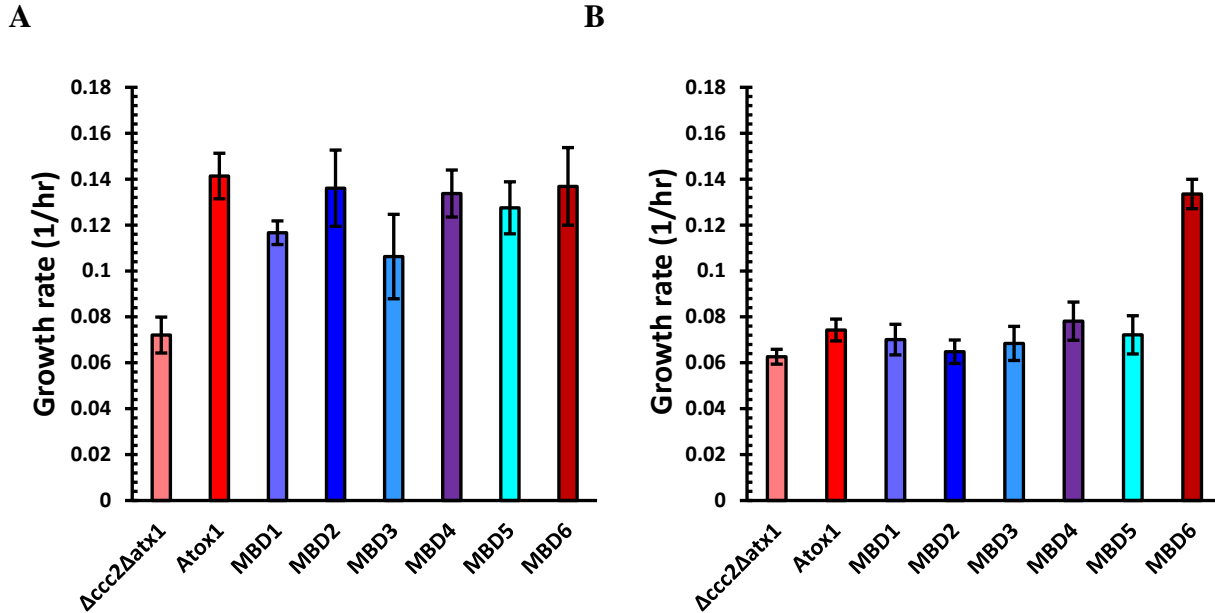 A
B
Growth rate (1/hr)
0.18
0.16
0.14
0.12
0.1
0.08
0.06
0.04
0.02
0
Δccc2Δatx1
Atox1
MBD1
MBD2
MBD3
MBD4
MBD5
MBD6
Growth rate (1/hr)
0.18
0.16
0.14
0.12
0.1
0.08
0.06
0.04
0.02
0
Δccc2Δatx1
Atox1
MBD1
MBD2
MBD3
MBD4
MBD5
MBD6